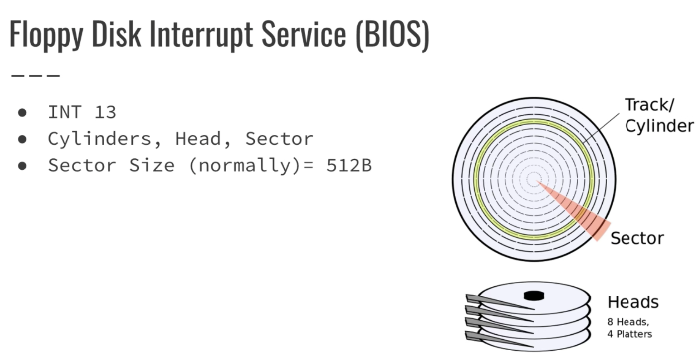 Floppy Disk Interrupt Service (BIOS)
● INT 13
● Cylinders, Head, Sector
● Sector Size (normally)= 512B
Track/
Cylinder
Sector
Heads
8 Heads,
4 Platters